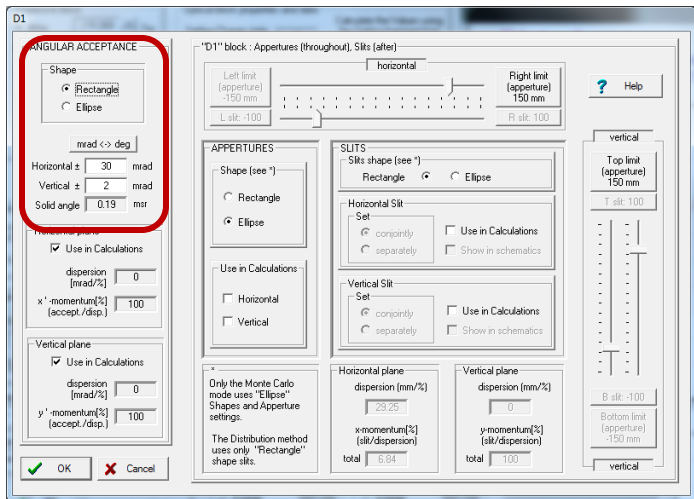 D1
ANGULAR ACCEPTANCE
Shape
Rectangle
Ellipse
mrad <-> deg
Horizontal ± 30 mrad
Vertical ± 2 mrad
Solid angle 0.19 msr
Horizontal plane
Use in Calculations
dispersion
[mrad/%] 0
x '-momentum[%]
(accept./disp.) 100
Vertical plane
Use in Calculations
dispersion
[mrad/%] 0
y '-momentum[%]
(accept./disp.) 100
OK
Cancel
"D1" block : Appertures (throughout), Slits (after)
horizontal
Left limit
(apperture)
-150 mm
L slit: -100
Right limit
(apperture)
150 mm
R slit: 100
? Help
APPERTURES
Shape (see *)
Rectangle
Ellipse
Use in Calculations
Horizontal
Vertical
SLITS
Slits shape (see *)
Rectangle Ellipse
Horizontal Slit
Set
conjointly
separately
Use in Calculations
Show in schematics
Vertical Slit
Set
conjointly
separately
Use in Calculations
Show in schematics
vertical
Top limit
(apperture)
150 mm
T slit: 100
B slit: -100
Bottom limit
(apperture)
-150 mm
vertical
*
Only the Monte Carlo
mode uses "Ellipse"
Shapes and Apperture
settings.
The Distribution method
uses only "Rectangle"
shape slits.
Horizontal plane
dispersion (mm/%)
29.25
x-momentum[%]
(slit/dispersion)
total 6.84
Vertical plane
dispersion (mm/%)
0
y-momentum[%]
(slit/dispersion)
total 100